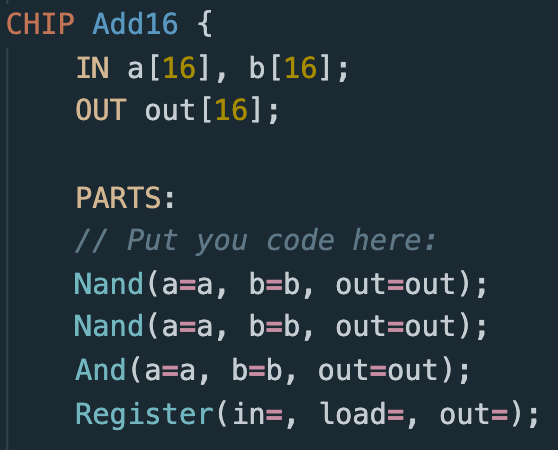 CHIP Add16 {
IN a[16], b[16];
OUT out[16];
PARTS:
// Put you code here:
Nand(a=a, b=b, out=out);
Nand(a=a, b=b, out=out);
And(a=a, b=b, out=out);
Register(in=, load=, out=);